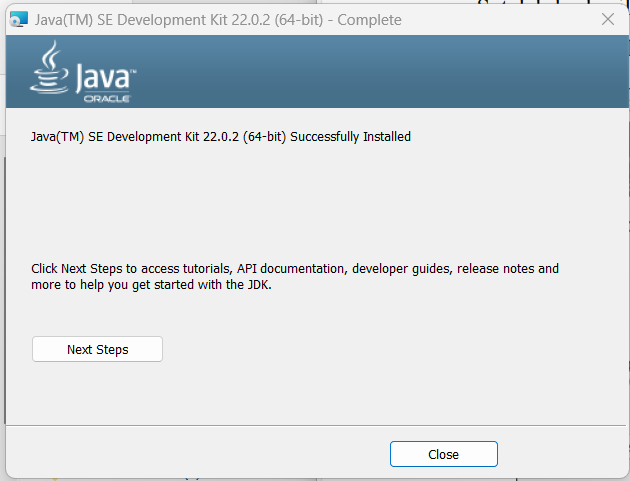 Java(TM) SE Development Kit 22.0.2 (64-bit) - Complete
Java™
ORACLE
Java(TM) SE Development Kit 22.0.2 (64-bit) Successfully Installed
Click Next Steps to access tutorials, API documentation, developer guides, release notes and
more to help you get started with the JDK.
Next Steps
Close